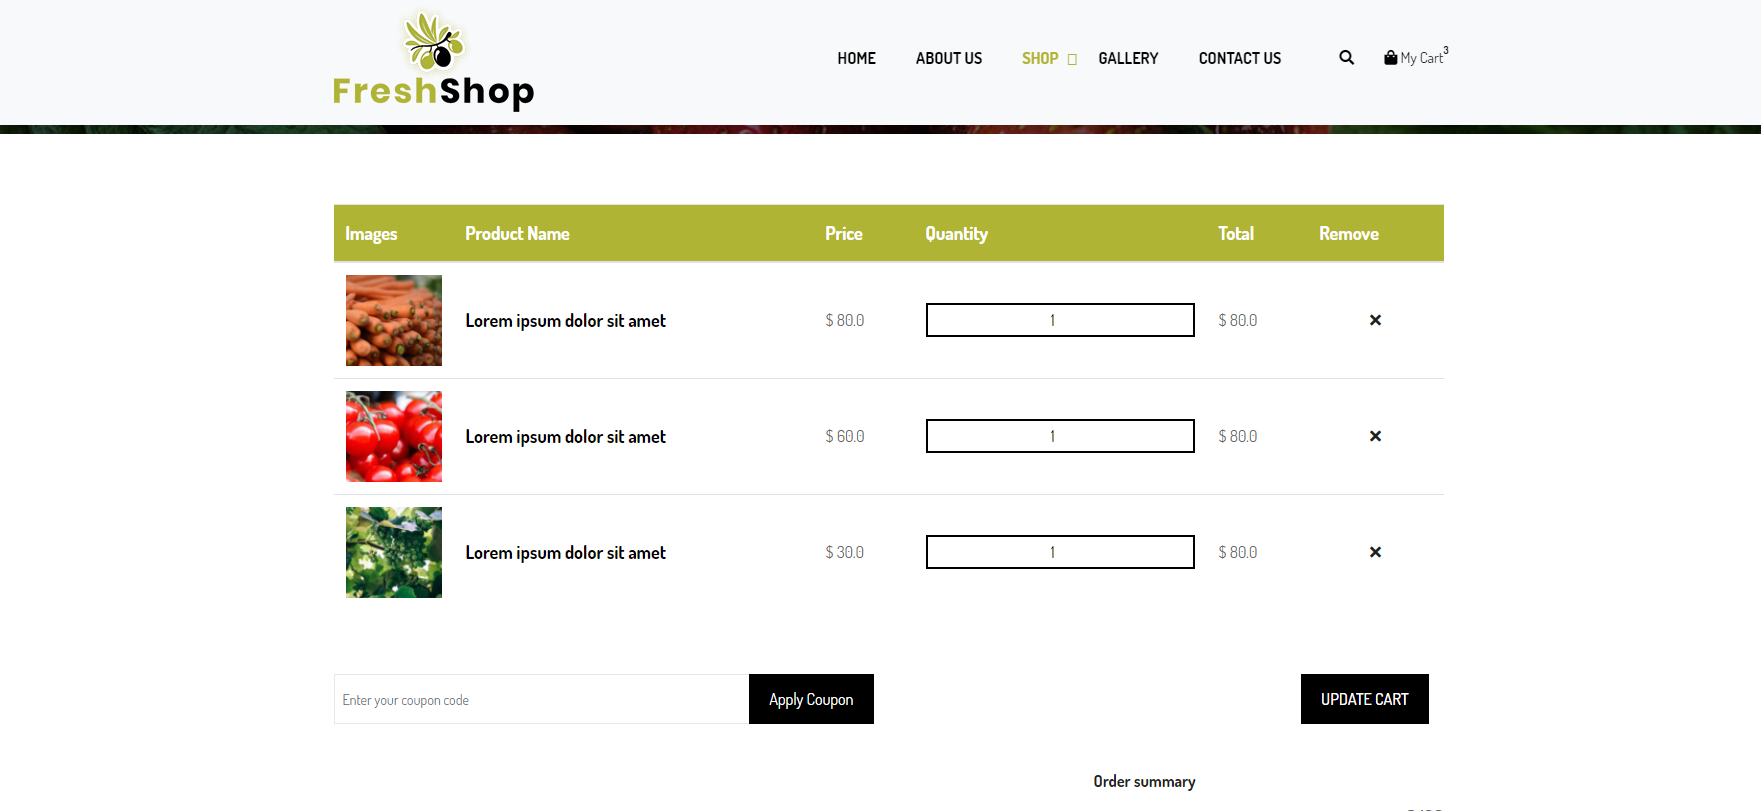 FreshShop
HOME ABOUT US SHOP GALLERY CONTACT US My Cart 3
Images Product Name Price Quantity Total Remove
Lorem ipsum dolor sit amet $ 80.0 1 $ 80.0
Lorem ipsum dolor sit amet $ 60.0 1 $ 80.0
Lorem ipsum dolor sit amet $ 30.0 1 $ 80.0
Enter your coupon code Apply Coupon UPDATE CART
Order summary